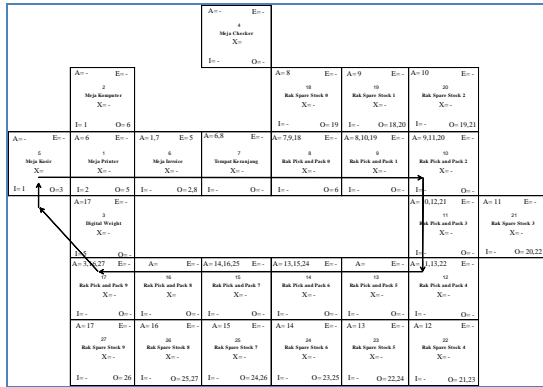 A=- E=-
4
Meja Checker
X=
I=- O=-
A=- E=-
2
Meja Komputer
X=-
I=1 O=6
A=8 E=-
18
Rak Spare Stock 0
X=-
I=- O=19
A=9 E=-
19
Rak Spare Stock 1
X=-
I=- O=18,20
A=10 E=-
20
Rak Spare Stock 2
X=-
I=- O=19,21
A=- E=-
5
Meja Kasir
X=
I=1 O=3
A=6 E=-
1
Meja Printer
X=-
I=2 O=5
A=1,7 E=5
6
Meja Invoice
X=-
I=- O=2,8
A=6,8 E=-
7
Tempat Keranjang
X=-
I=- O=-
A=7,9,18 E=-
8
Rak Pick and Pack 0
X=-
I=- O=6
A=8,10,19 E=-
9
Rak Pick and Pack 1
X=-
I=- O=-
A=9,11,20 E=-
10
Rak Pick and Pack 2
X=-
I=- O=-
A=17 E=-
3
Digital Weight
X=-
I=5 O=-
A=10,12,21 E=-
11
Rak Pick and Pack 3
X=-
I=- O=-
A=11 E=-
21
Rak Spare Stock 3
X=-
I=- O=20,22
A=3,16,27 E=-
17
Rak Pick and Pack 9
X=-
I=- O=-
A= E=-
16
Rak Pick and Pack 8
X=-
I=- O=-
A=14,16,25 E=-
15
Rak Pick and Pack 7
X=-
I=- O=-
A=13,15,24 E=-
14
Rak Pick and Pack 6
X=-
I=- O=-
A= E=-
13
Rak Pick and Pack 5
X=-
I=- O=-
A=11,13,22 E=-
12
Rak Pick and Pack 4
X=-
I=- O=-
A=17 E=-
27
Rak Spare Stock 9
X=-
I=- O=26
A=16 E=-
26
Rak Spare Stock 8
X=-
I=- O=25,27
A=15 E=-
25
Rak Spare Stock 7
X=-
I=- O=24,26
A=14 E=-
24
Rak Spare Stock 6
X=-
I=- O=23,25
A=13 E=-
23
Rak Spare Stock 5
X=-
I=- O=22,24
A=12 E=-
22
Rak Spare Stock 4
X=-
I=- O=21,23